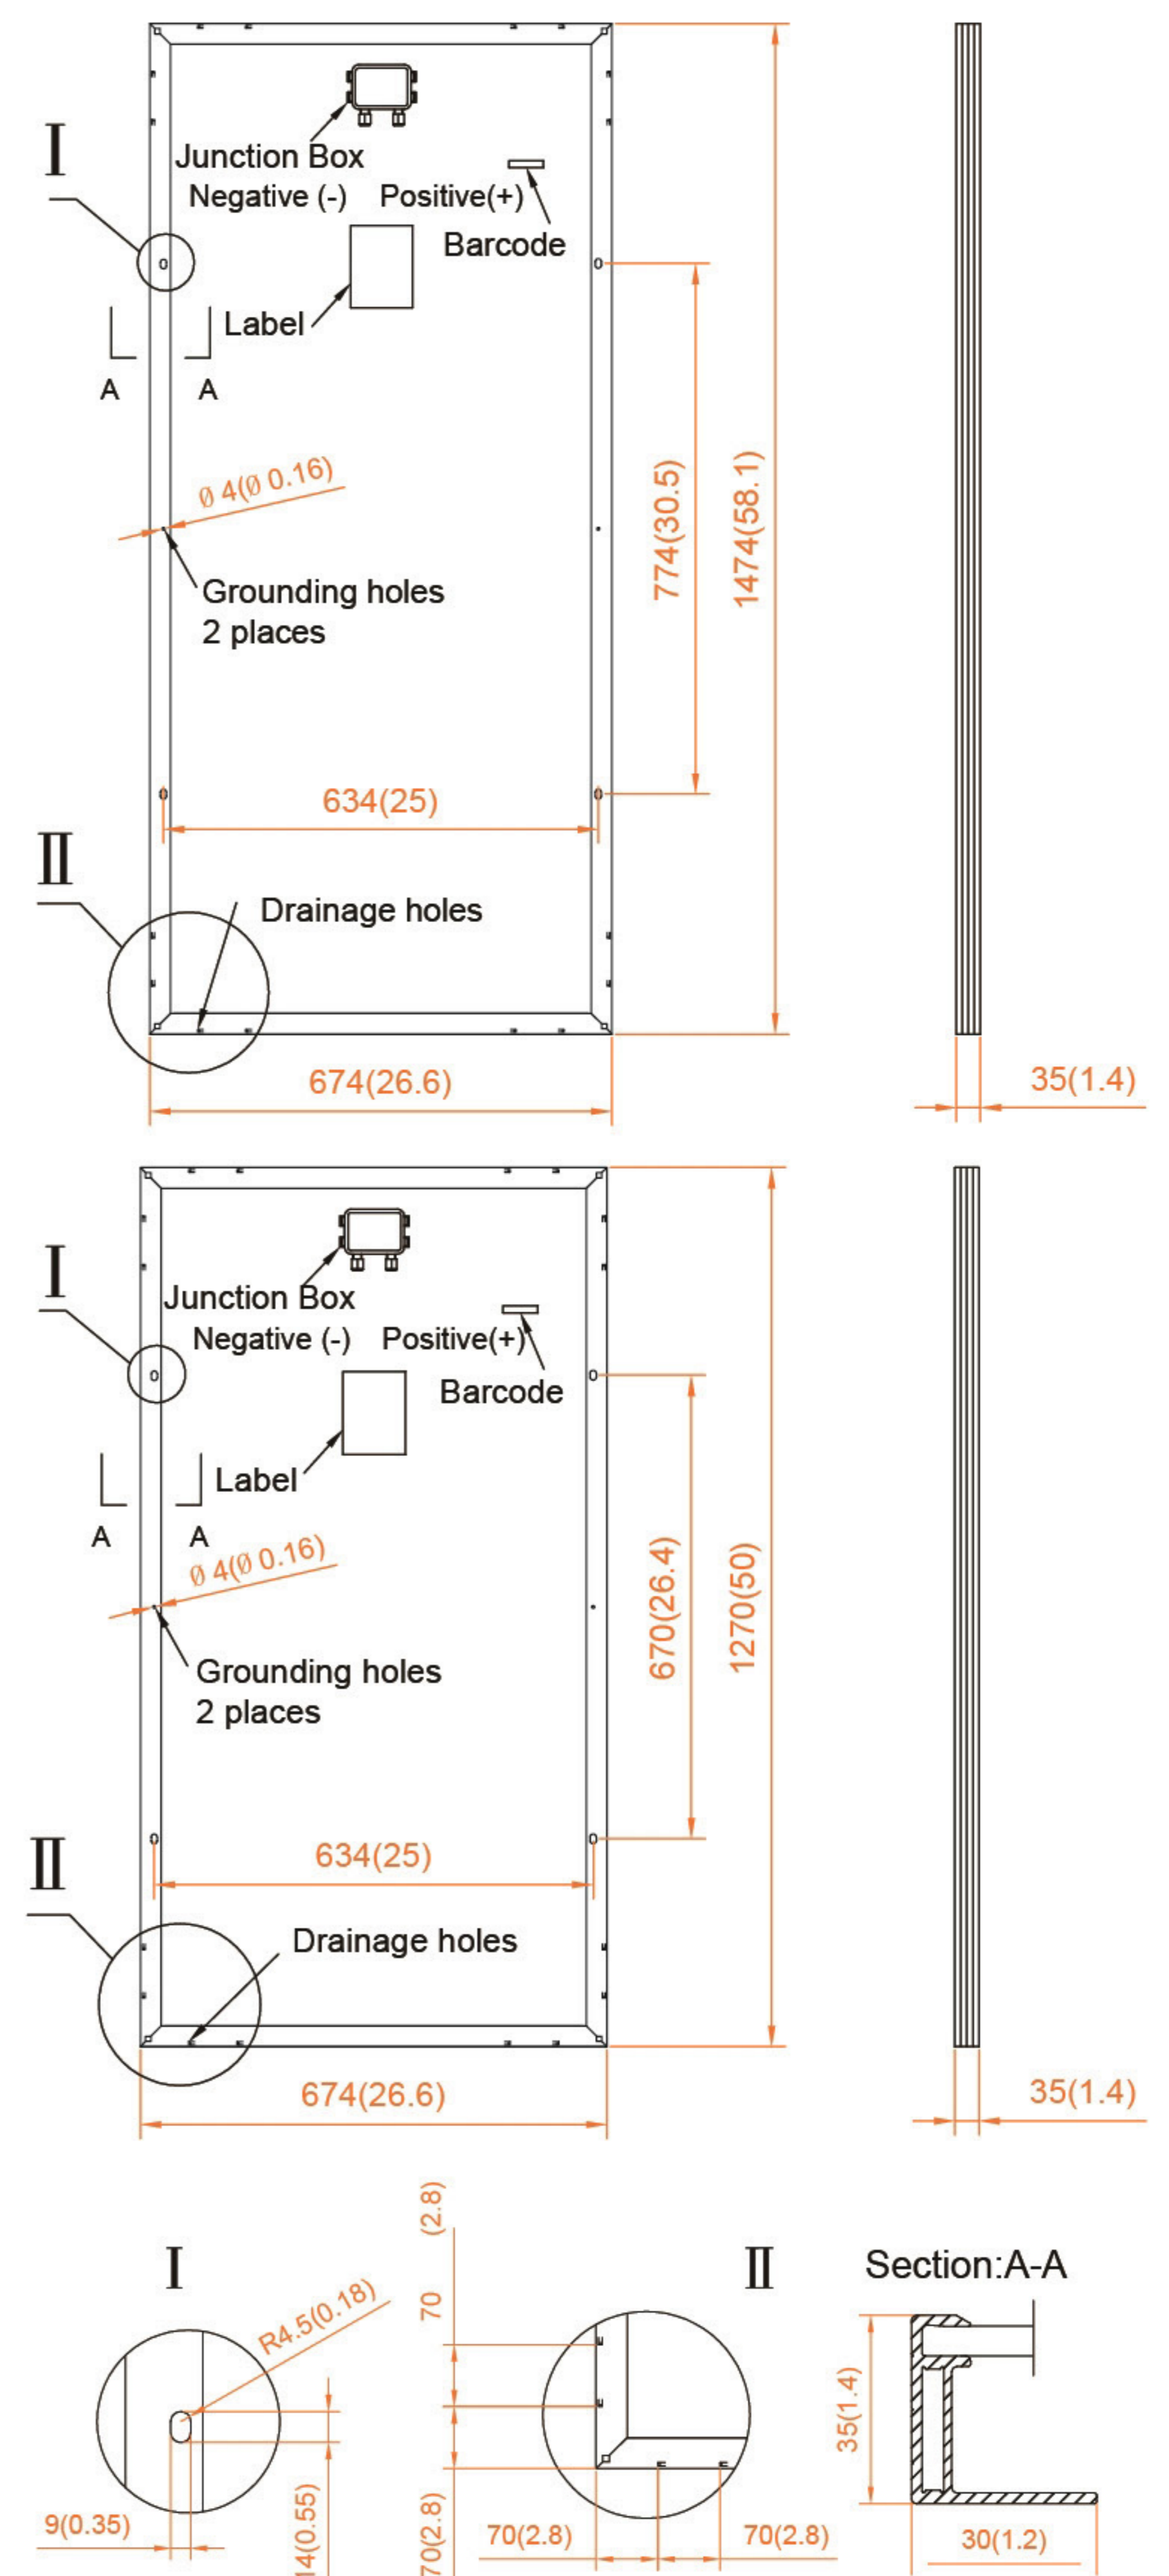 Junction Box
Negative (-) Positive(+)
Barcode
Label
I
A A
Ø 4(Ø 0.16)
Grounding holes
2 places
774(30.5)
1474(58.1)
634(25)
II
Drainage holes
674(26.6)
35(1.4)
Junction Box
Negative (-) Positive(+)
Barcode
Label
I
A A
Ø 4(Ø 0.16)
Grounding holes
2 places
670(26.4)
1270(50)
634(25)
II
Drainage holes
674(26.6)
35(1.4)
I
R4.5(0.18)
9(0.35)
14(0.55)
II
70 (2.8)
70(2.8)
70(2.8) 70(2.8)
Section:A-A
35(1.4)
30(1.2)